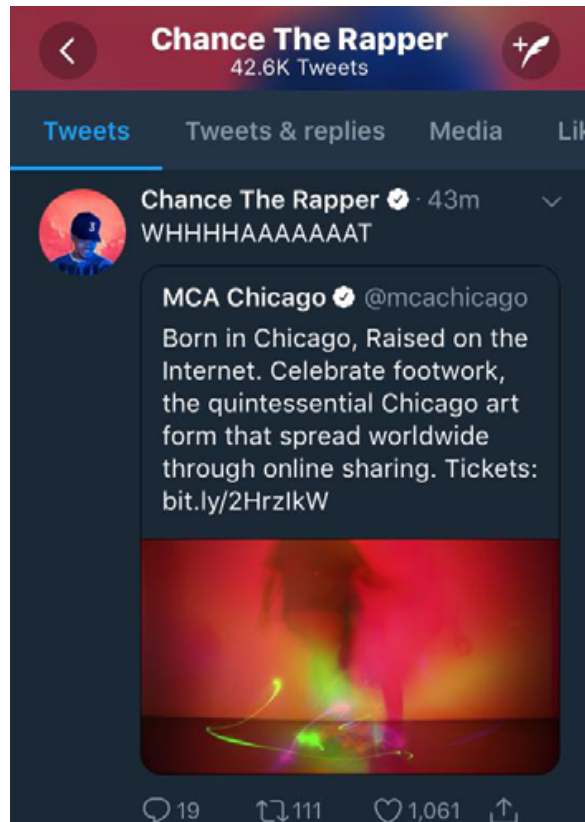 Chance The Rapper
42.6K Tweets
Tweets Tweets & replies Media Lik
Chance The Rapper · 43m
WHHHHAAAAAAAT
MCA Chicago @mcachicago
Born in Chicago, Raised on the
Internet. Celebrate footwork,
the quintessential Chicago art
form that spread worldwide
through online sharing. Tickets:
bit.ly/2HrzIkW
19 111 1,061